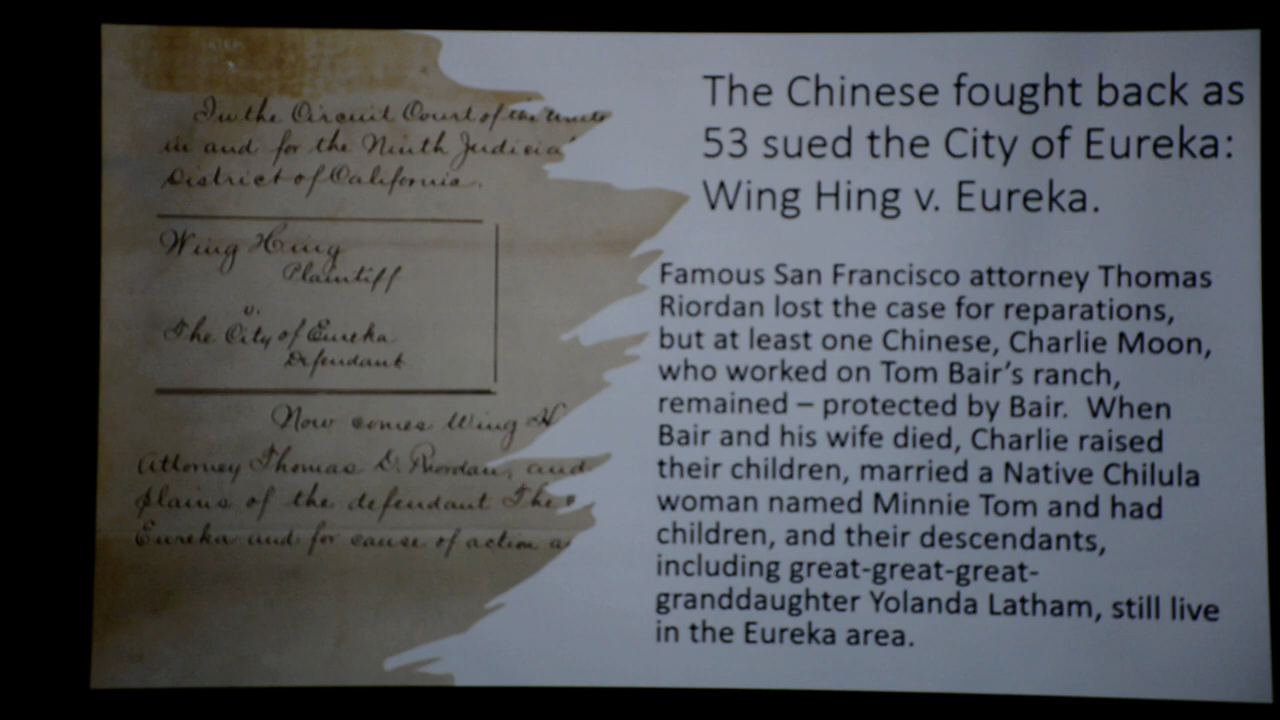 In the Circuit Court of the Unite
in and for the Ninth Judicia
District of California.
Wing Hing
Plaintiff
v.
The City of Eureka
Defendant
Now comes Wing H
Attorney Thomas D. Riordan, and
plains of the defendant The
Eureka and for cause of action a
The Chinese fought back as
53 sued the City of Eureka:
Wing Hing v. Eureka.
Famous San Francisco attorney Thomas
Riordan lost the case for reparations,
but at least one Chinese, Charlie Moon,
who worked on Tom Bair’s ranch,
remained – protected by Bair. When
Bair and his wife died, Charlie raised
their children, married a Native Chilula
woman named Minnie Tom and had
children, and their descendants,
including great-great-great-
granddaughter Yolanda Latham, still live
in the Eureka area.